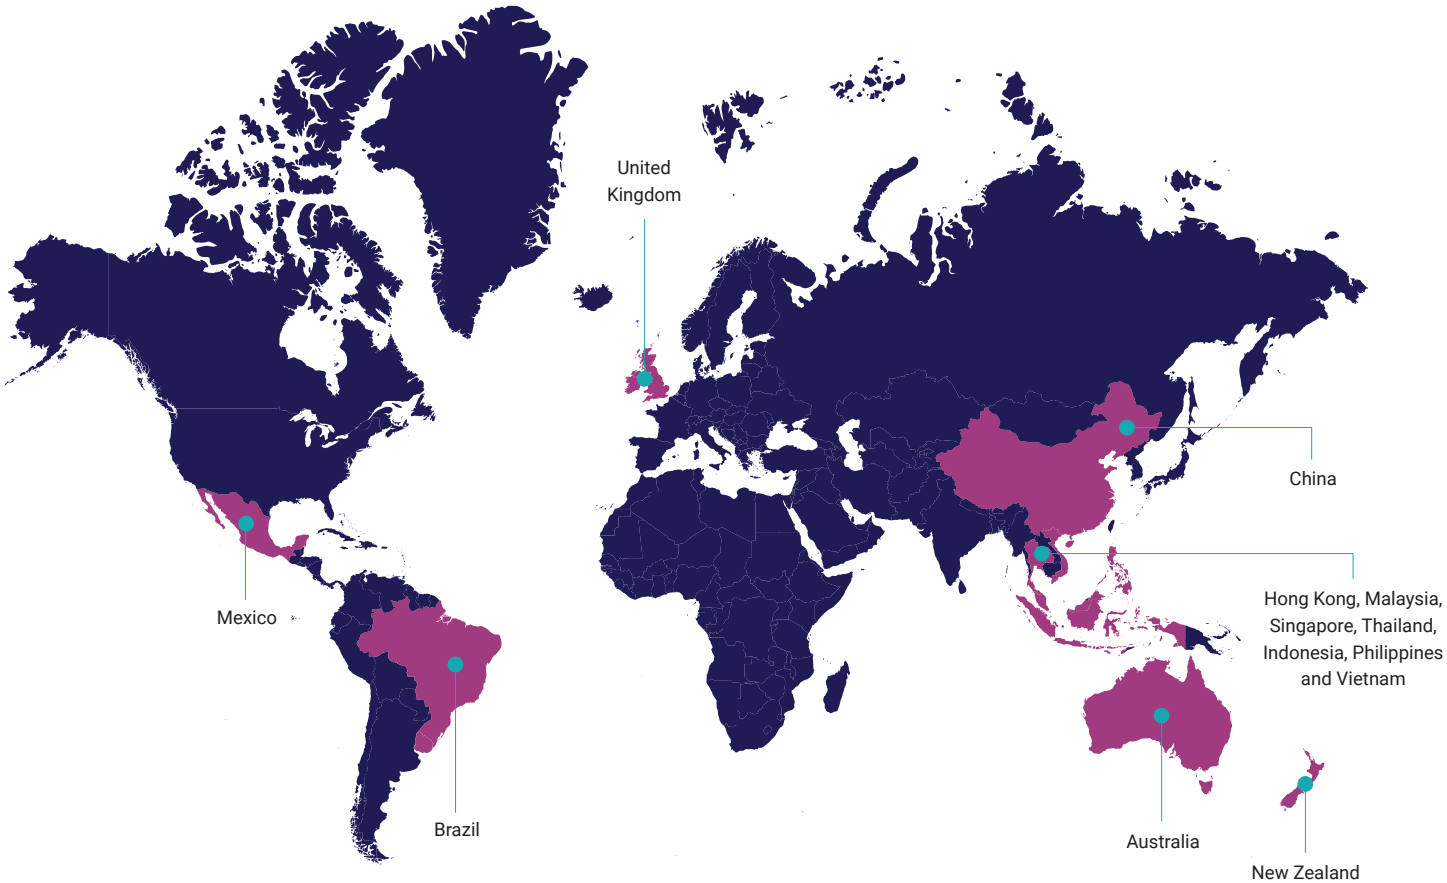 United
Kingdom
China
Hong Kong, Malaysia,
Singapore, Thailand,
Indonesia, Philippines
and Vietnam
Mexico
Brazil
Australia
New Zealand